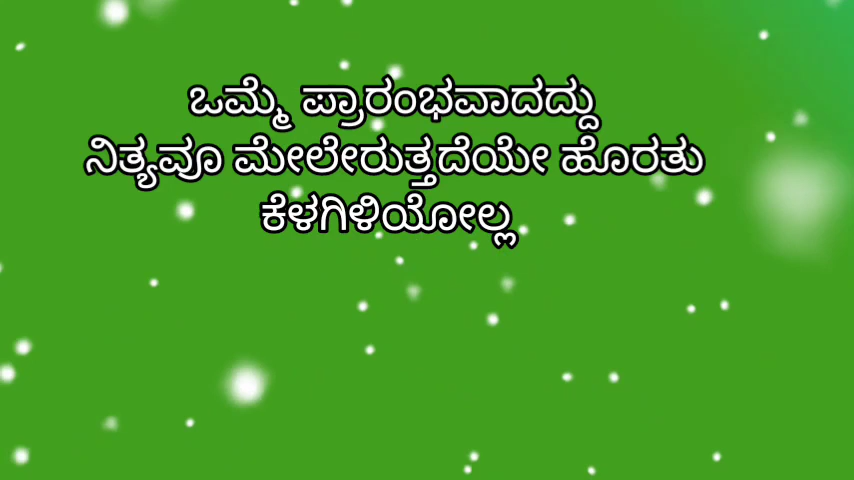 ಒಮ್ಮೆ ಪ್ರಾರಂಭವಾದದ್ದು
ನಿತ್ಯವೂ ಮೇಲೇರುತ್ತದೆಯೇ ಹೊರತು
ಕೆಳಗಿಳಿಯೋಲ್ಲ